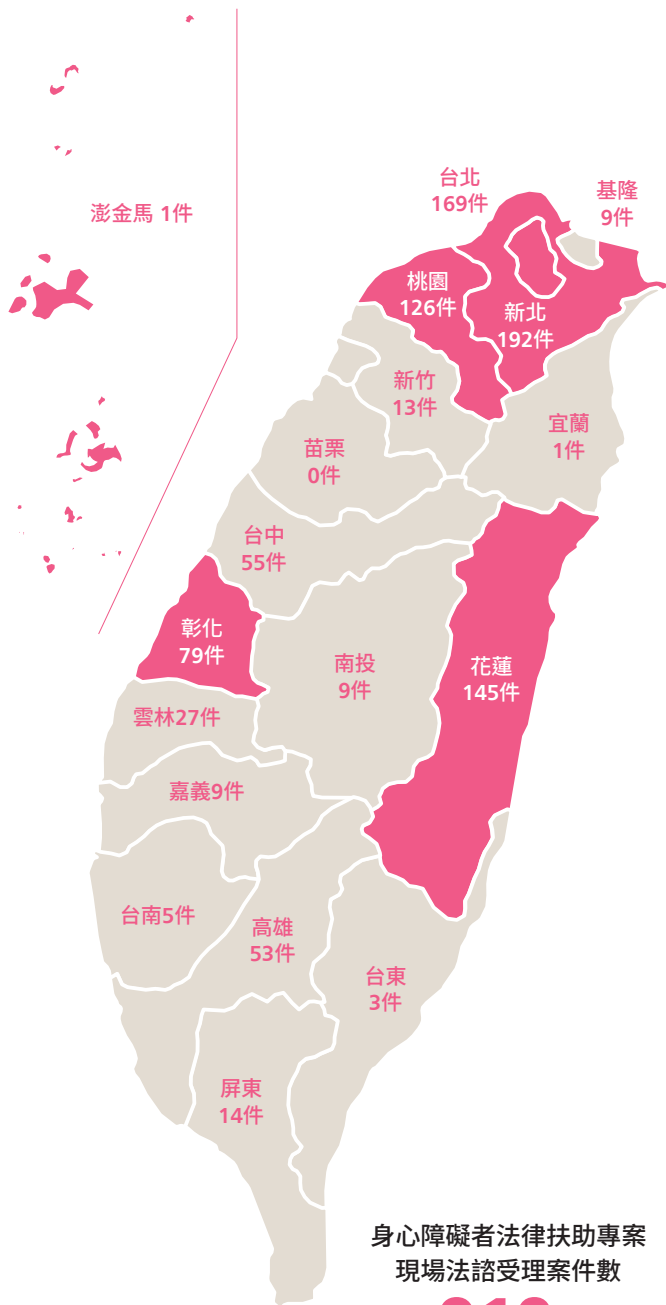 澎金馬 1件
台北
169件
基隆
9件
桃園
126件
新北
192件
新竹
13件
宜蘭
1件
苗栗
0件
台中
55件
彰化
79件
南投
9件
花蓮
145件
雲林27件
嘉義9件
台南5件
高雄
53件
台東
3件
屏東
14件
身心障礙者法律扶助專案
現場法諮受理案件數